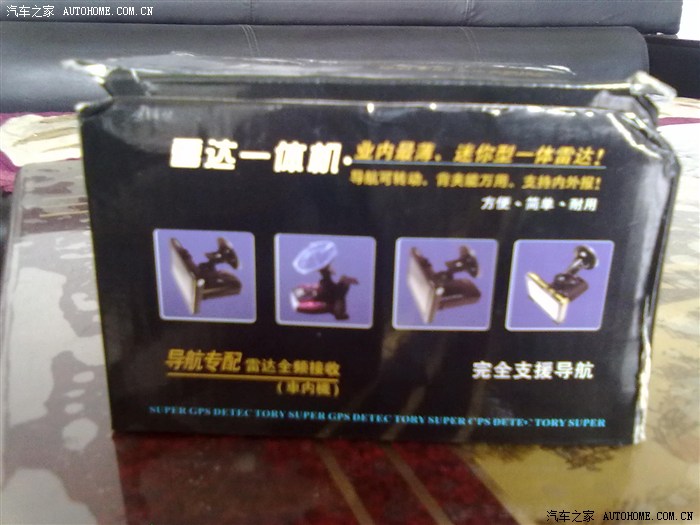 汽车之家 AUTOHOME.COM.CN
雷达一体机·业内最薄、迷你型一体雷达!
导航可转动、背夹能万用、支持内外报!
方便·简单·耐用
导航专配 雷达全频接收
完全支援导航
(车内桶)
SUPER GPS DETEC TORY SUPER GPS DETEC TORY SUPER GPS DETEC TORY SUPER
汽车之家 AUTOHOME.COM.CN